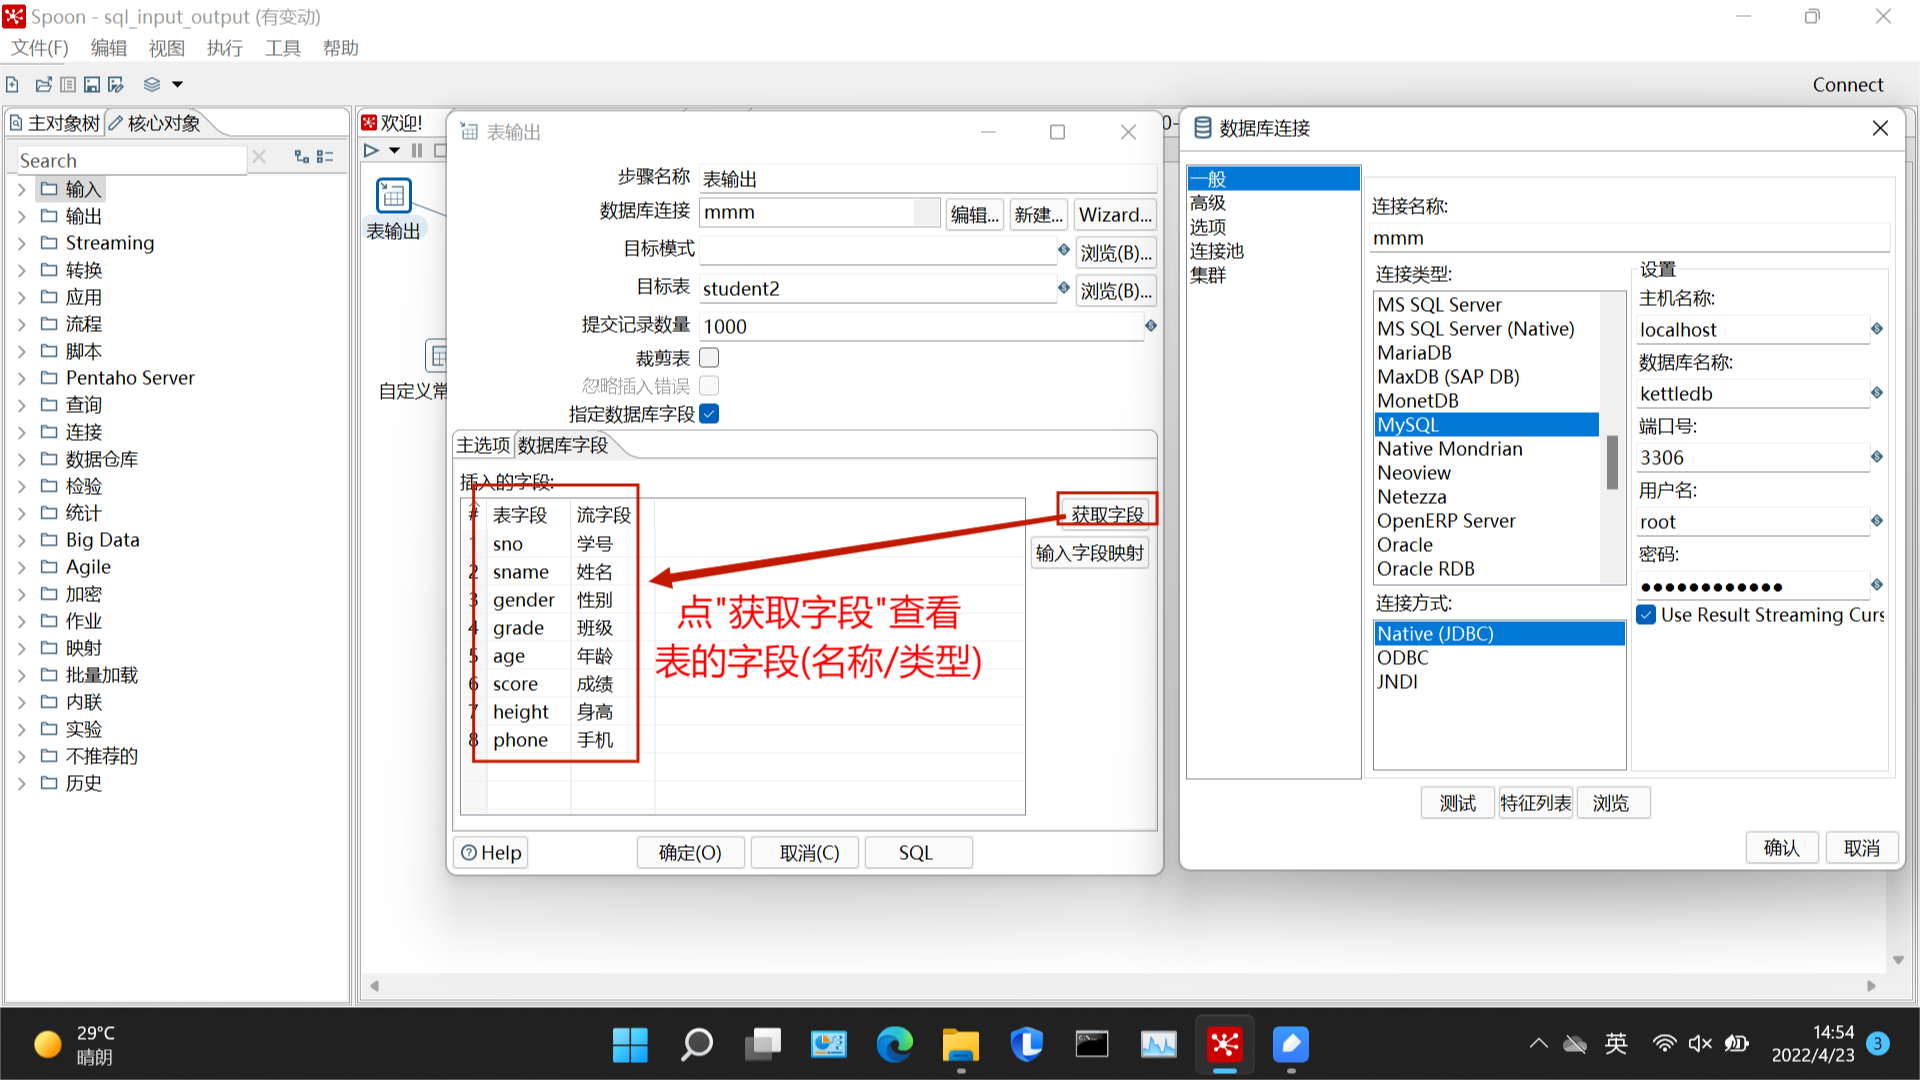 Spoon - sql_input_output (有变动)
文件(F) 编辑 视图 执行 工具 帮助
Connect
主对象树 核心对象
Search
输入
输出
Streaming
转换
应用
流程
脚本
Pentaho Server
查询
连接
数据仓库
检验
统计
Big Data
Agile
加密
作业
映射
批量加载
内联
实验
不推荐的
历史
欢迎!
表输出
自定义常
表输出
步骤名称 表输出
数据库连接 mmm 编辑... 新建... Wizard...
目标模式 浏览(B)...
目标表 student2 浏览(B)...
提交记录数量 1000
裁剪表
忽略插入错误
指定数据库字段
主选项 数据库字段
插入的字段:
# 表字段 流字段
1 sno 学号
2 sname 姓名
3 gender 性别
4 grade 班级
5 age 年龄
6 score 成绩
7 height 身高
8 phone 手机
获取字段
输入字段映射
点"获取字段"查看
表的字段(名称/类型)
Help 确定(O) 取消(C) SQL
数据库连接
一般
高级
选项
连接池
集群
连接名称:
mmm
连接类型:
MS SQL Server
MS SQL Server (Native)
MariaDB
MaxDB (SAP DB)
MonetDB
MySQL
Native Mondrian
Neoview
Netezza
OpenERP Server
Oracle
Oracle RDB
连接方式:
Native (JDBC)
ODBC
JNDI
设置
主机名称:
localhost
数据库名称:
kettledb
端口号:
3306
用户名:
root
密码:
●●●●●●●●●●●●
Use Result Streaming Curs
测试 特征列表 浏览
确认 取消
29°C
晴朗
英
14:54
2022/4/23
3